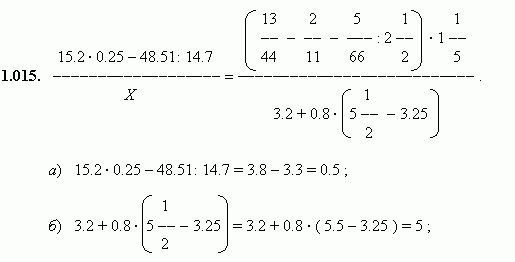 13 2 5 1 1
— − — − — : 2 — · 1 —
15.2 · 0.25 − 48.51: 14.7 44 11 66 2 5
1.015. ———————— = ———————— .
X 1
3.2 + 0.8 · ( 5 — − 3.25 )
2
а) 15.2 · 0.25 − 48.51: 14.7 = 3.8 − 3.3 = 0.5 ;
1
б) 3.2 + 0.8 · ( 5 — − 3.25 ) = 3.2 + 0.8 · ( 5.5 − 3.25 ) = 5 ;
2